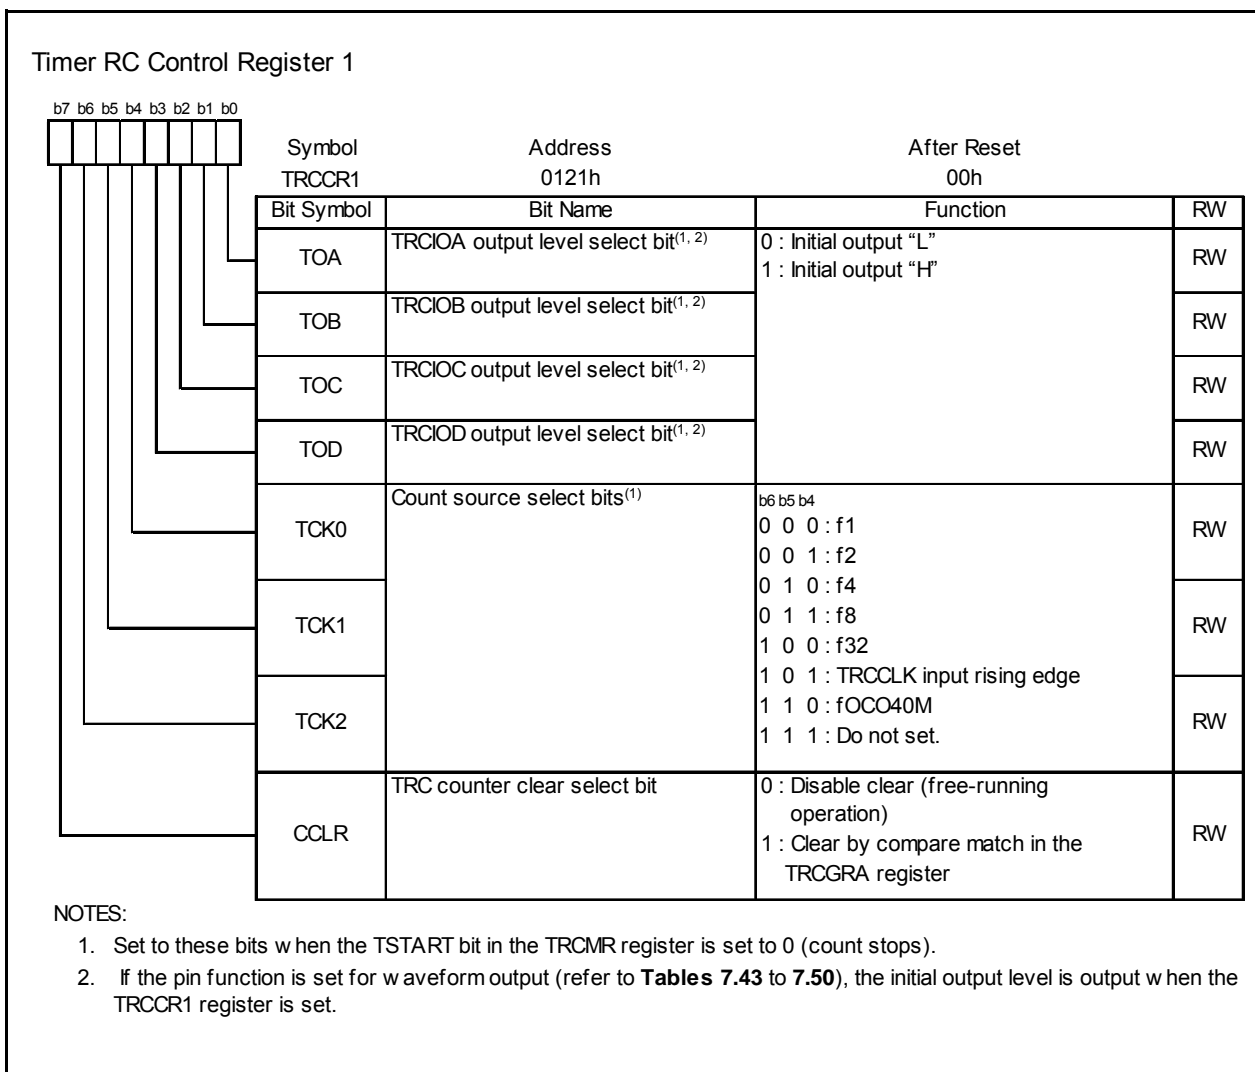 Timer RC Control Register 1
b7 b6 b5 b4 b3 b2 b1 b0
Symbol Address After Reset
TRCCR1 0121h 00h
Bit Symbol Bit Name Function RW
TOA TRCIOA output level select bit(1, 2) 0 : Initial output “L” RW
1 : Initial output “H”
TOB TRCIOB output level select bit(1, 2) RW
TOC TRCIOC output level select bit(1, 2) RW
TOD TRCIOD output level select bit(1, 2) RW
TCK0 Count source select bits(1) b6 b5 b4 RW
0 0 0 : f1
0 0 1 : f2
0 1 0 : f4
TCK1 0 1 1 : f8 RW
1 0 0 : f32
1 0 1 : TRCCLK input rising edge
TCK2 1 1 0 : fOCO40M RW
1 1 1 : Do not set.
CCLR TRC counter clear select bit 0 : Disable clear (free-running RW
operation)
1 : Clear by compare match in the
TRCGRA register
NOTES:
1. Set to these bits when the TSTART bit in the TRCMR register is set to 0 (count stops).
2. If the pin function is set for waveform output (refer to Tables 7.43 to 7.50), the initial output level is output when the
TRCCR1 register is set.